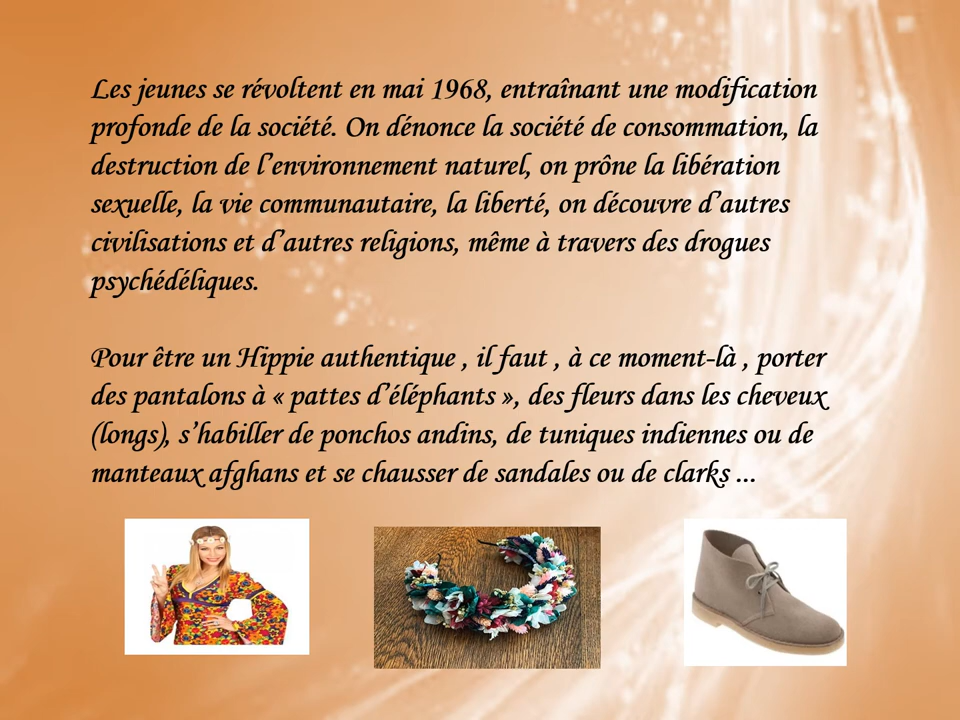 Les jeunes se révoltent en mai 1968, entraînant une modification
profonde de la société. On dénonce la société de consommation, la
destruction de l’environnement naturel, on prône la libération
sexuelle, la vie communautaire, la liberté, on découvre d’autres
civilisations et d’autres religions, même à travers des drogues
psychédéliques.
Pour être un Hippie authentique , il faut , à ce moment-là , porter
des pantalons à « pattes d’éléphants », des fleurs dans les cheveux
(longs), s’habiller de ponchos andins, de tuniques indiennes ou de
manteaux afghans et se chausser de sandales ou de clarks ...